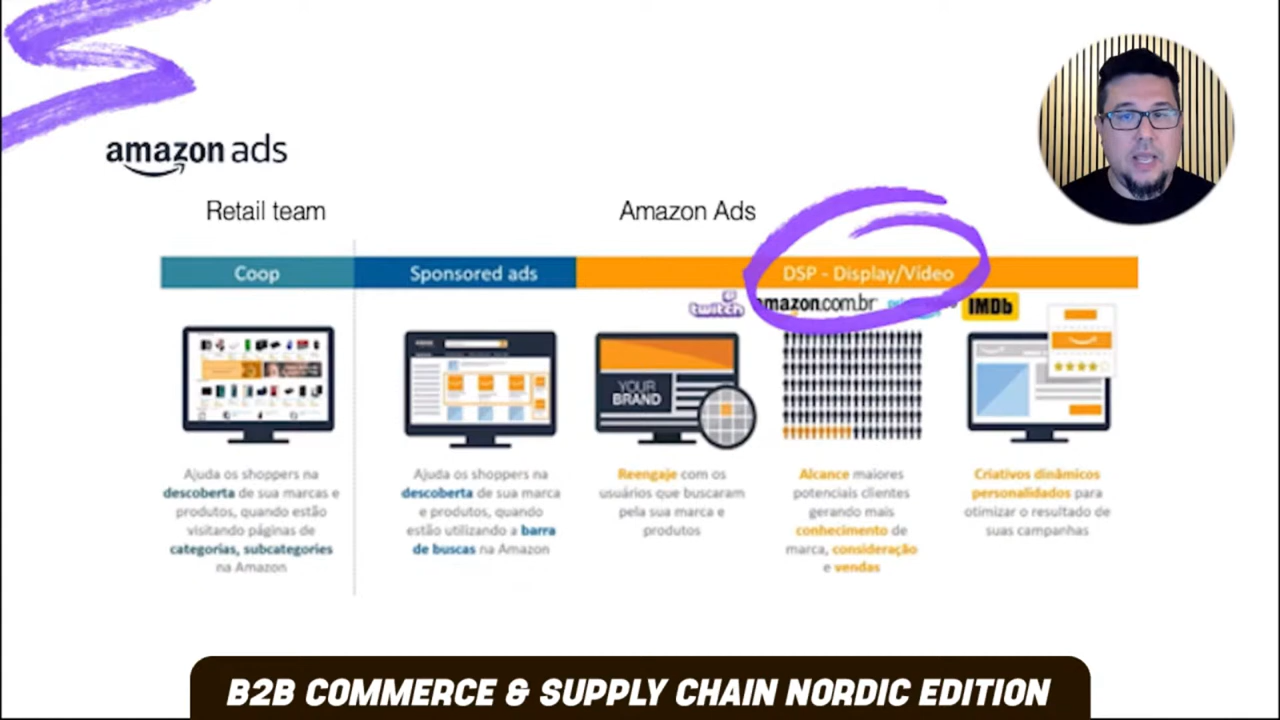 amazon ads
Retail team
Amazon Ads
Coop
Sponsored ads
DSP - Display/Vídeo
twitch
amazon.com.br
IMDb
YOUR
BRAND
Ajuda os shoppers na
descoberta de sua marcas e
produtos, quando estão
visitando páginas de
categorias, subcategories
na Amazon
Ajuda os shoppers na
descoberta de sua marca
e produtos, quando
estão utilizando a barra
de buscas na Amazon
Reengaje com os
usuários que buscaram
pela sua marca e
produtos
Alcance maiores
potenciais clientes
gerando mais
conhecimento de
marca, consideração
e vendas
Criativos dinâmicos
personalizados para
otimizar o resultado de
suas campanhas
B2B COMMERCE & SUPPLY CHAIN NORDIC EDITION